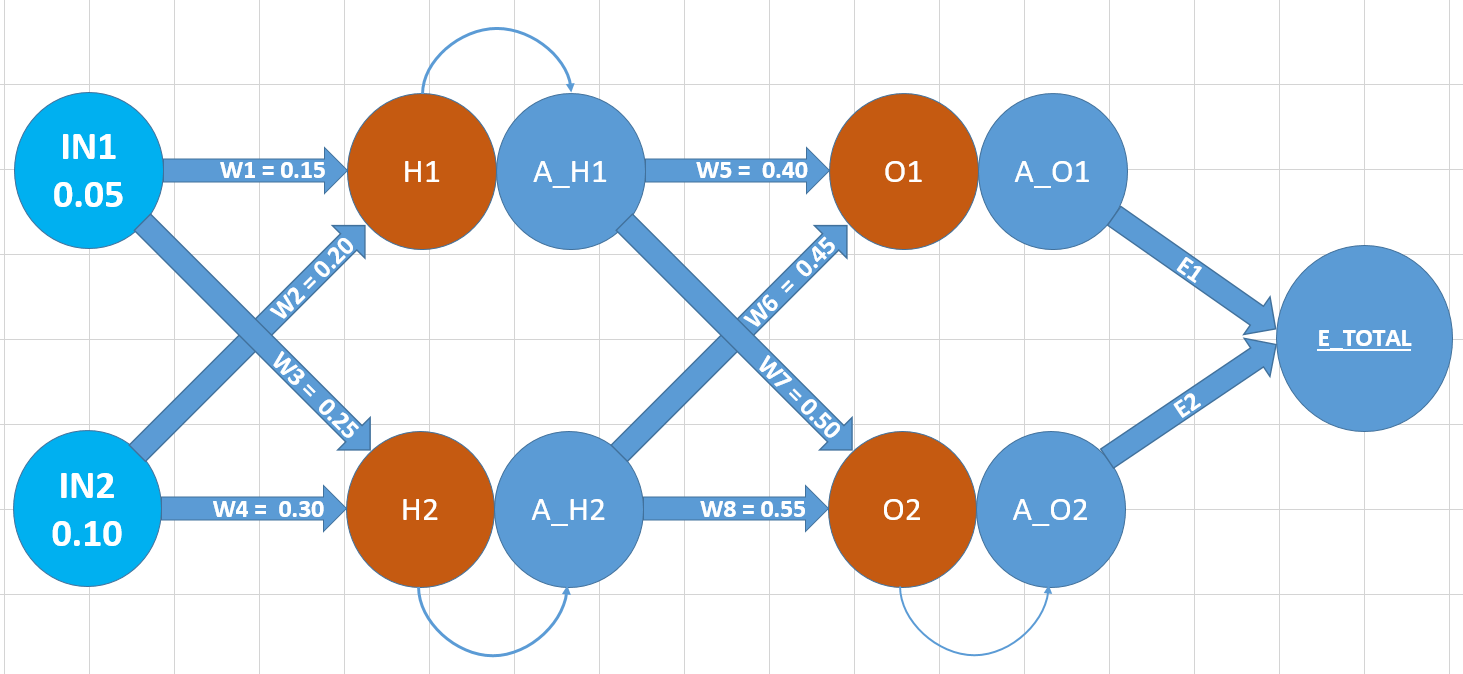 IN1
0.05
W1 = 0.15
H1
A_H1
W5 =  0.40
O1
A_O1
W2 = 0.20
W6  = 0.45
E1
E_TOTAL
W3 =  0.25
W7 = 0.50
E2
IN2
0.10
W4 =  0.30
H2
A_H2
W8 = 0.55
O2
A_O2